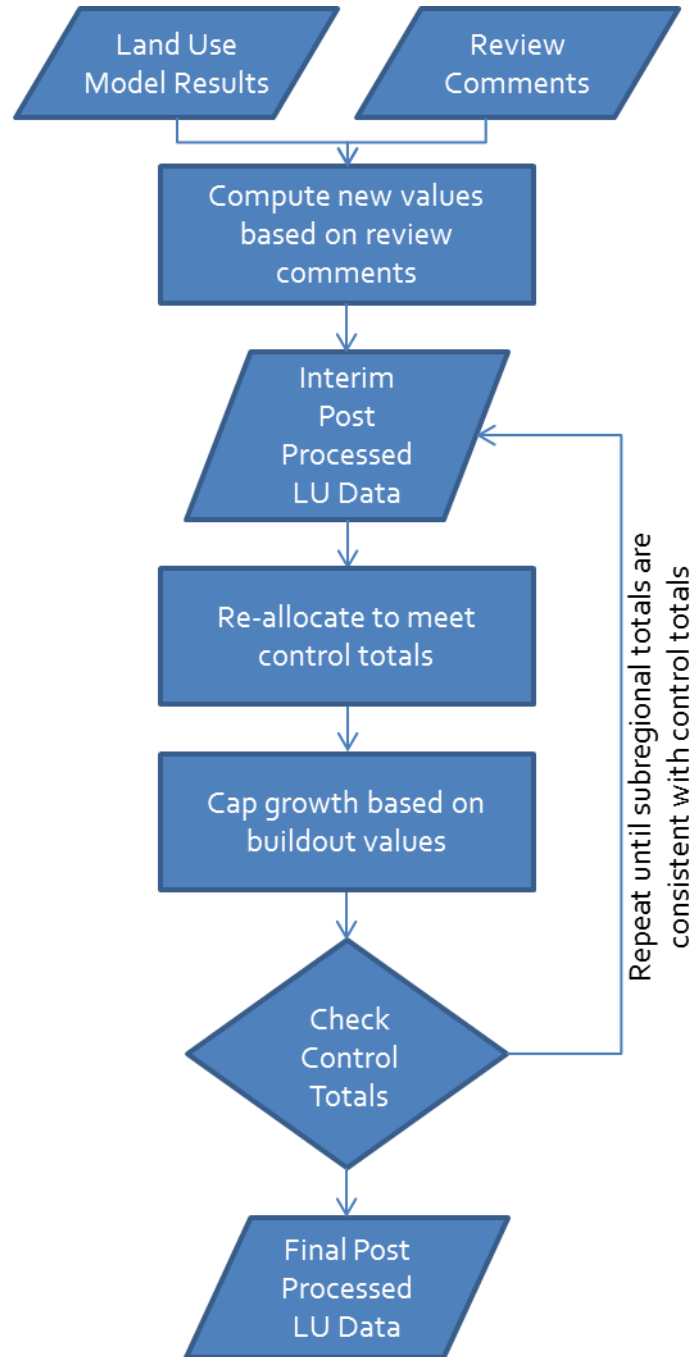 Land Use
Model Results
Review
Comments
Compute new values
based on review
comments
Interim
Post
Processed
LU Data
Re-allocate to meet
control totals
Cap growth based on
buildout values
Repeat until subregional totals are
consistent with control totals
Check
Control
Totals
Final Post
Processed
LU Data